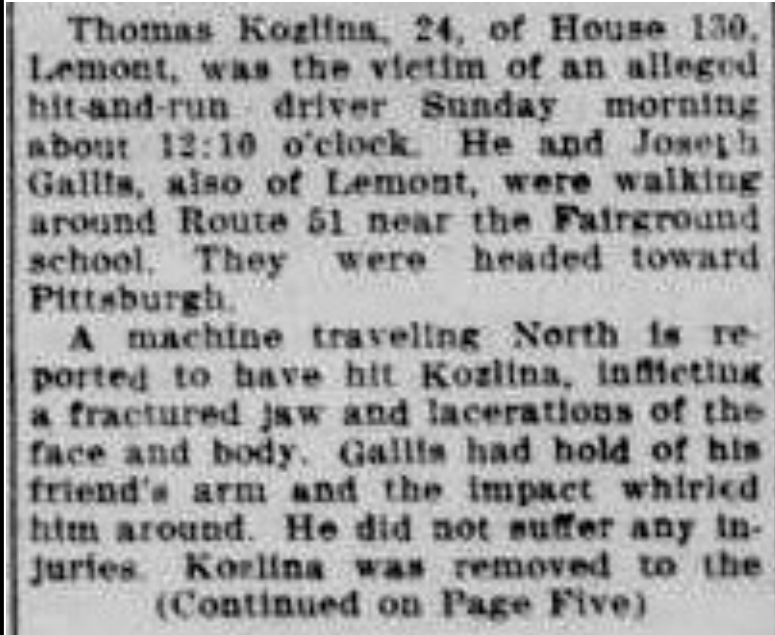 Thomas Kozlina, 24, of House 130,
Lemont, was the victim of an alleged
hit-and-run driver Sunday morning
about 12:10 o'clock. He and Joseph
Gallis, also of Lemont, were walking
around Route 51 near the Fairground
school. They were headed toward
Pittsburgh.
A machine traveling North is re-
ported to have hit Kozlina, inflicting
a fractured jaw and lacerations of the
face and body. Gallis had hold of his
friend's arm and the impact whirled
him around. He did not suffer any in-
juries. Kozlina was removed to the
(Continued on Page Five)